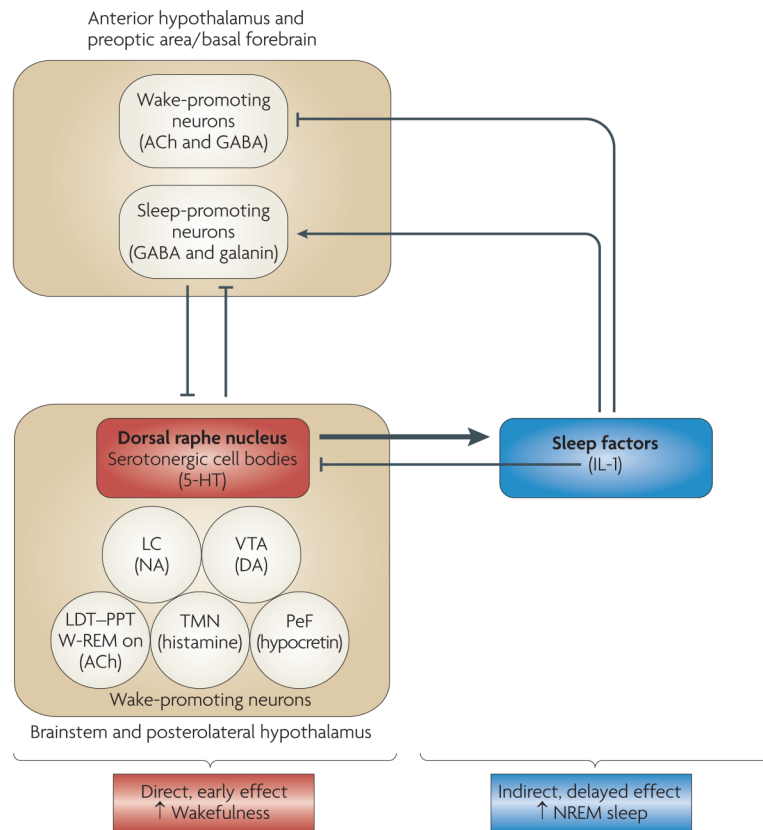 Anterior hypothalamus and
preoptic area/basal forebrain
Wake-promoting
neurons
(ACh and GABA)
Sleep-promoting
neurons
(GABA and galanin)
Dorsal raphe nucleus
Serotonergic cell bodies
(5-HT)
Sleep factors
(IL-1)
LC
(NA)
VTA
(DA)
LDT–PPT
W-REM on
(ACh)
TMN
(histamine)
PeF
(hypocretin)
Wake-promoting neurons
Brainstem and posterolateral hypothalamus
Direct, early effect
↑ Wakefulness
Indirect, delayed effect
↑ NREM sleep